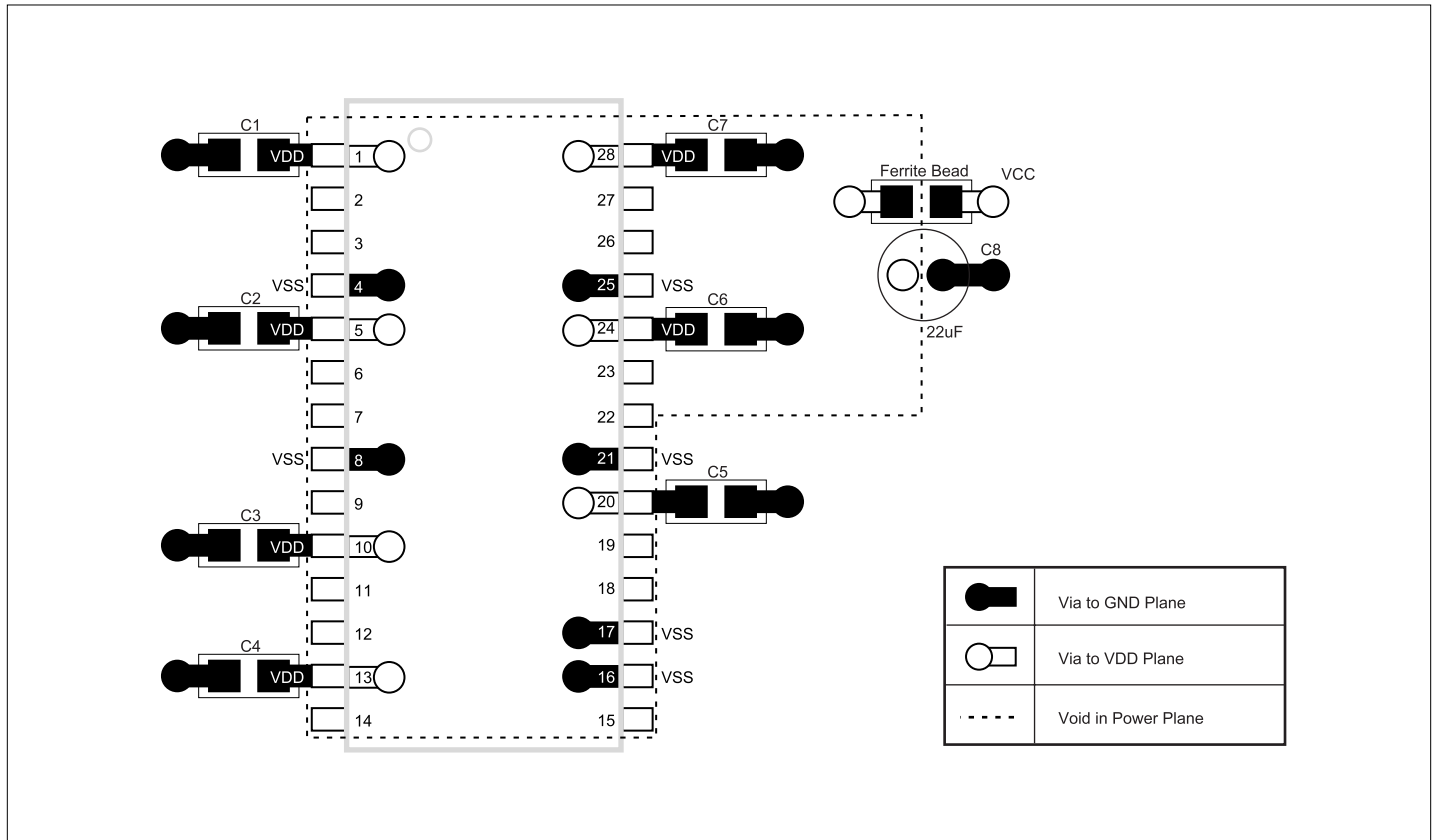 C1
C7
VDD
1
28
VDD
Ferrite Bead
VCC
2
27
3
26
C8
VSS
4
25
VSS
C2
C6
VDD
5
24
VDD
22uF
6
23
7
22
VSS
8
21
VSS
C5
9
20
C3
VDD
10
19
11
18
12
17
VSS
C4
VDD
13
16
VSS
14
15
Via to GND Plane
Via to VDD Plane
Void in Power Plane